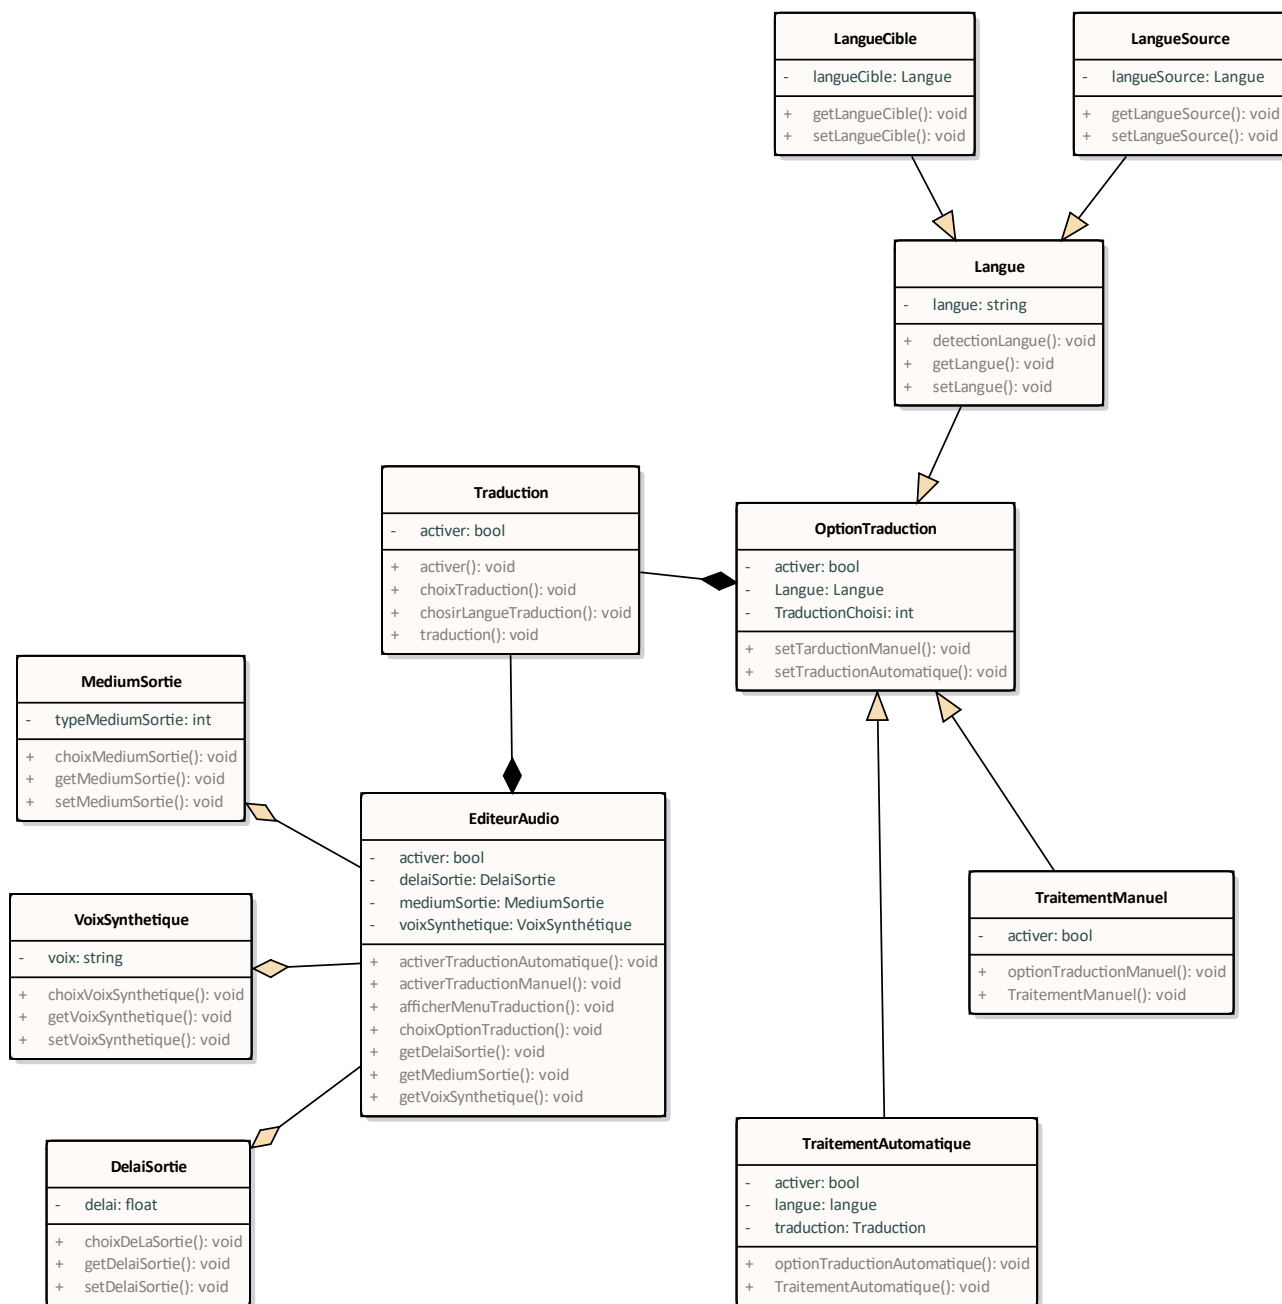 LangueCible
- langueCible: Langue
+ getLangueCible(): void
+ setLangueCible(): void
LangueSource
- langueSource: Langue
+ getLangueSource(): void
+ setLangueSource(): void
Langue
- langue: string
+ detectionLangue(): void
+ getLangue(): void
+ setLangue(): void
Traduction
- activer: bool
+ activer(): void
+ choixTraduction(): void
+ chosirLangueTraduction(): void
+ traduction(): void
OptionTraduction
- activer: bool
- Langue: Langue
- TraductionChoisi: int
+ setTarductionManuel(): void
+ setTraductionAutomatique(): void
MediumSortie
- typeMediumSortie: int
+ choixMediumSortie(): void
+ getMediumSortie(): void
+ setMediumSortie(): void
EditeurAudio
- activer: bool
- delaiSortie: DelaiSortie
- mediumSortie: MediumSortie
- voixSynthetique: VoixSynthétique
+ activerTraductionAutomatique(): void
+ activerTraductionManuel(): void
+ afficherMenuTraduction(): void
+ choixOptionTraduction(): void
+ getDelaiSortie(): void
+ getMediumSortie(): void
+ getVoixSynthetique(): void
VoixSynthetique
- voix: string
+ choixVoixSynthetique(): void
+ getVoixSynthetique(): void
+ setVoixSynthetique(): void
TraitementManuel
- activer: bool
+ optionTraductionManuel(): void
+ TraitementManuel(): void
DelaiSortie
- delai: float
+ choixDeLaSortie(): void
+ getDelaiSortie(): void
+ setDelaiSortie(): void
TraitementAutomatique
- activer: bool
- langue: langue
- traduction: Traduction
+ optionTraductionAutomatique(): void
+ TraitementAutomatique(): void